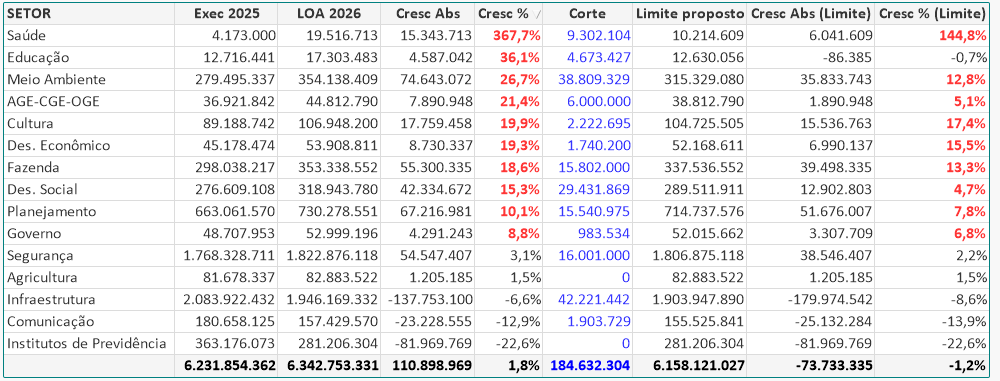 SETOR Exec 2025 LOA 2026 Cresc Abs Cresc % Corte Limite proposto Cresc Abs (Limite) Cresc % (Limite)
Saúde 4.173.000 19.516.713 15.343.713 367,7% 9.302.104 10.214.609 6.041.609 144,8%
Educação 12.716.441 17.303.483 4.587.042 36,1% 4.673.427 12.630.056 -86.385 -0,7%
Meio Ambiente 279.495.337 354.138.409 74.643.072 26,7% 38.809.329 315.329.080 35.833.743 12,8%
AGE-CGE-OGE 36.921.842 44.812.790 7.890.948 21,4% 6.000.000 38.812.790 1.890.948 5,1%
Cultura 89.188.742 106.948.200 17.759.458 19,9% 2.222.695 104.725.505 15.536.763 17,4%
Des. Econômico 45.178.474 53.908.811 8.730.337 19,3% 1.740.200 52.168.611 6.990.137 15,5%
Fazenda 298.038.217 353.338.552 55.300.335 18,6% 15.802.000 337.536.552 39.498.335 13,3%
Des. Social 276.609.108 318.943.780 42.334.672 15,3% 29.431.869 289.511.911 12.902.803 4,7%
Planejamento 663.061.570 730.278.551 67.216.981 10,1% 15.540.975 714.737.576 51.676.007 7,8%
Governo 48.707.953 52.999.196 4.291.243 8,8% 983.534 52.015.662 3.307.709 6,8%
Segurança 1.768.328.711 1.822.876.118 54.547.407 3,1% 16.001.000 1.806.875.118 38.546.407 2,2%
Agricultura 81.678.337 82.883.522 1.205.185 1,5% 0 82.883.522 1.205.185 1,5%
Infraestrutura 2.083.922.432 1.946.169.332 -137.753.100 -6,6% 42.221.442 1.903.947.890 -179.974.542 -8,6%
Comunicação 180.658.125 157.429.570 -23.228.555 -12,9% 1.903.729 155.525.841 -25.132.284 -13,9%
Institutos de Previdência 363.176.073 281.206.304 -81.969.769 -22,6% 0 281.206.304 -81.969.769 -22,6%
6.231.854.362 6.342.753.331 110.898.969 1,8% 184.632.304 6.158.121.027 -73.733.335 -1,2%